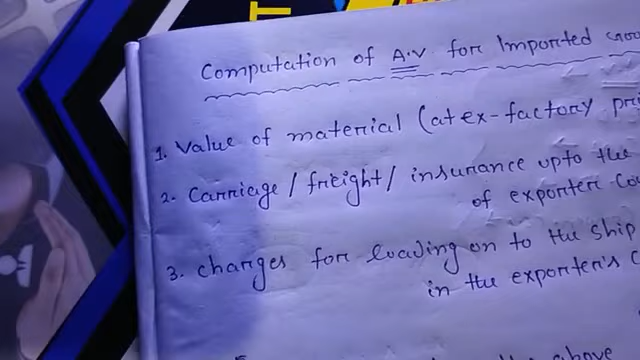 Computation of A.V. for Imported
1. Value of material (at ex-factory
2. Carriage / freight / insurance upto the
of exporter
3. Charges for loading on to the ship
in the exporter's
above